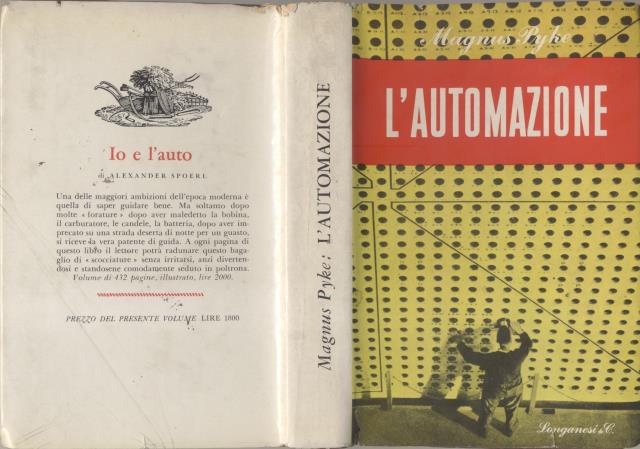 Io e l'auto
di ALEXANDER SPOERL
Una delle maggiori ambizioni dell'epoca moderna è
quella di saper guidare bene. Ma soltanto dopo
molte « forature » dopo aver maledetto la bobina,
il carburatore, le candele, la batteria, dopo aver im-
precato su una strada deserta di notte per un guasto,
si riceve la vera patente di guida. A ogni pagina di
questo libro il lettore potrà radunare questo baga-
glio di « scocciature » senza irritarsi, anzi diverten-
dosi e standosene comodamente seduto in poltrona.
Volume di 432 pagine, illustrato, lire 2000.
PREZZO DEL PRESENTE VOLUME LIRE 1800
Magnus Pyke: L'AUTOMAZIONE
Magnus Pyke
L'AUTOMAZIONE
Longanesi & C.